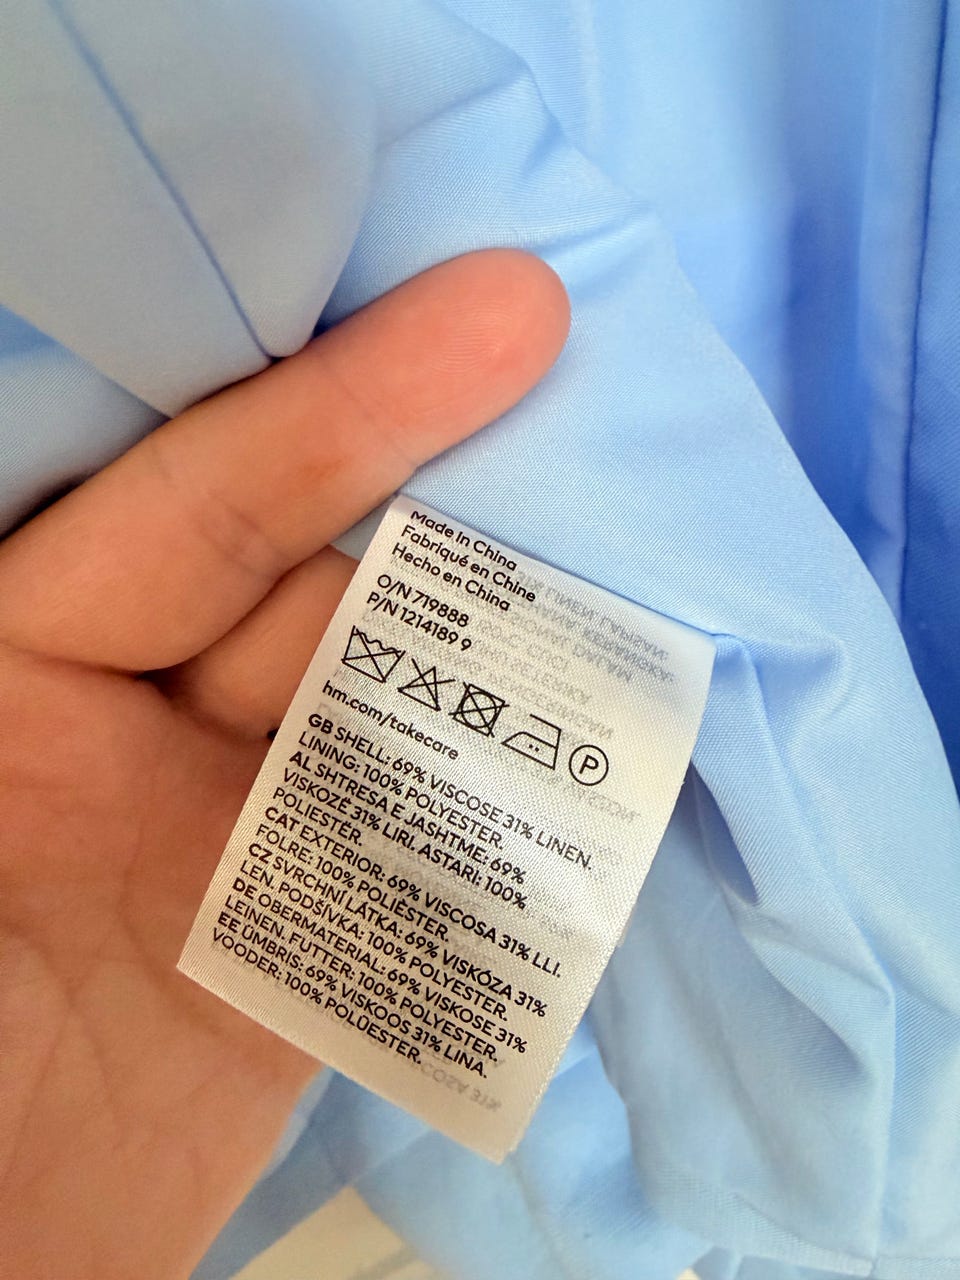 Made In China
Fabriqué en Chine
Hecho en China
O/N 719888
P/N 1214189 9
P
hm.com/takecare
GB SHELL: 69% VISCOSE 31% LINEN.
LINING: 100% POLYESTER.
AL SHTRESA E JASHTME: 69%
VISKOZË 31% LIRI. ASTARI: 100%
POLIESTËR.
CAT EXTERIOR: 69% VISCOSA 31% LLI.
FOLRE: 100% POLIÈSTER.
CZ SVRCHNÍ LÁTKA: 69% VISKÓZA 31%
LEN. PODŠÍVKA: 100% POLYESTER.
DE OBERMATERIAL: 69% VISKOSE 31%
LEINEN. FUTTER: 100% POLYESTER.
EE ÜMBRIS: 69% VISKOOS 31% LINA.
VOODER: 100% POLÜESTER.